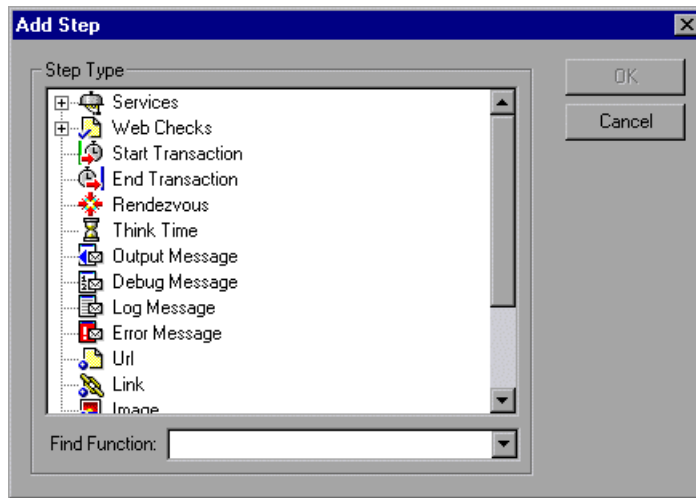 Add Step
Step Type
OK
Services
Cancel
Web Checks
Start Transaction
End Transaction
Rendezvous
Think Time
Output Message
Debug Message
Log Message
Error Message
Url
Link
Image
Find Function: